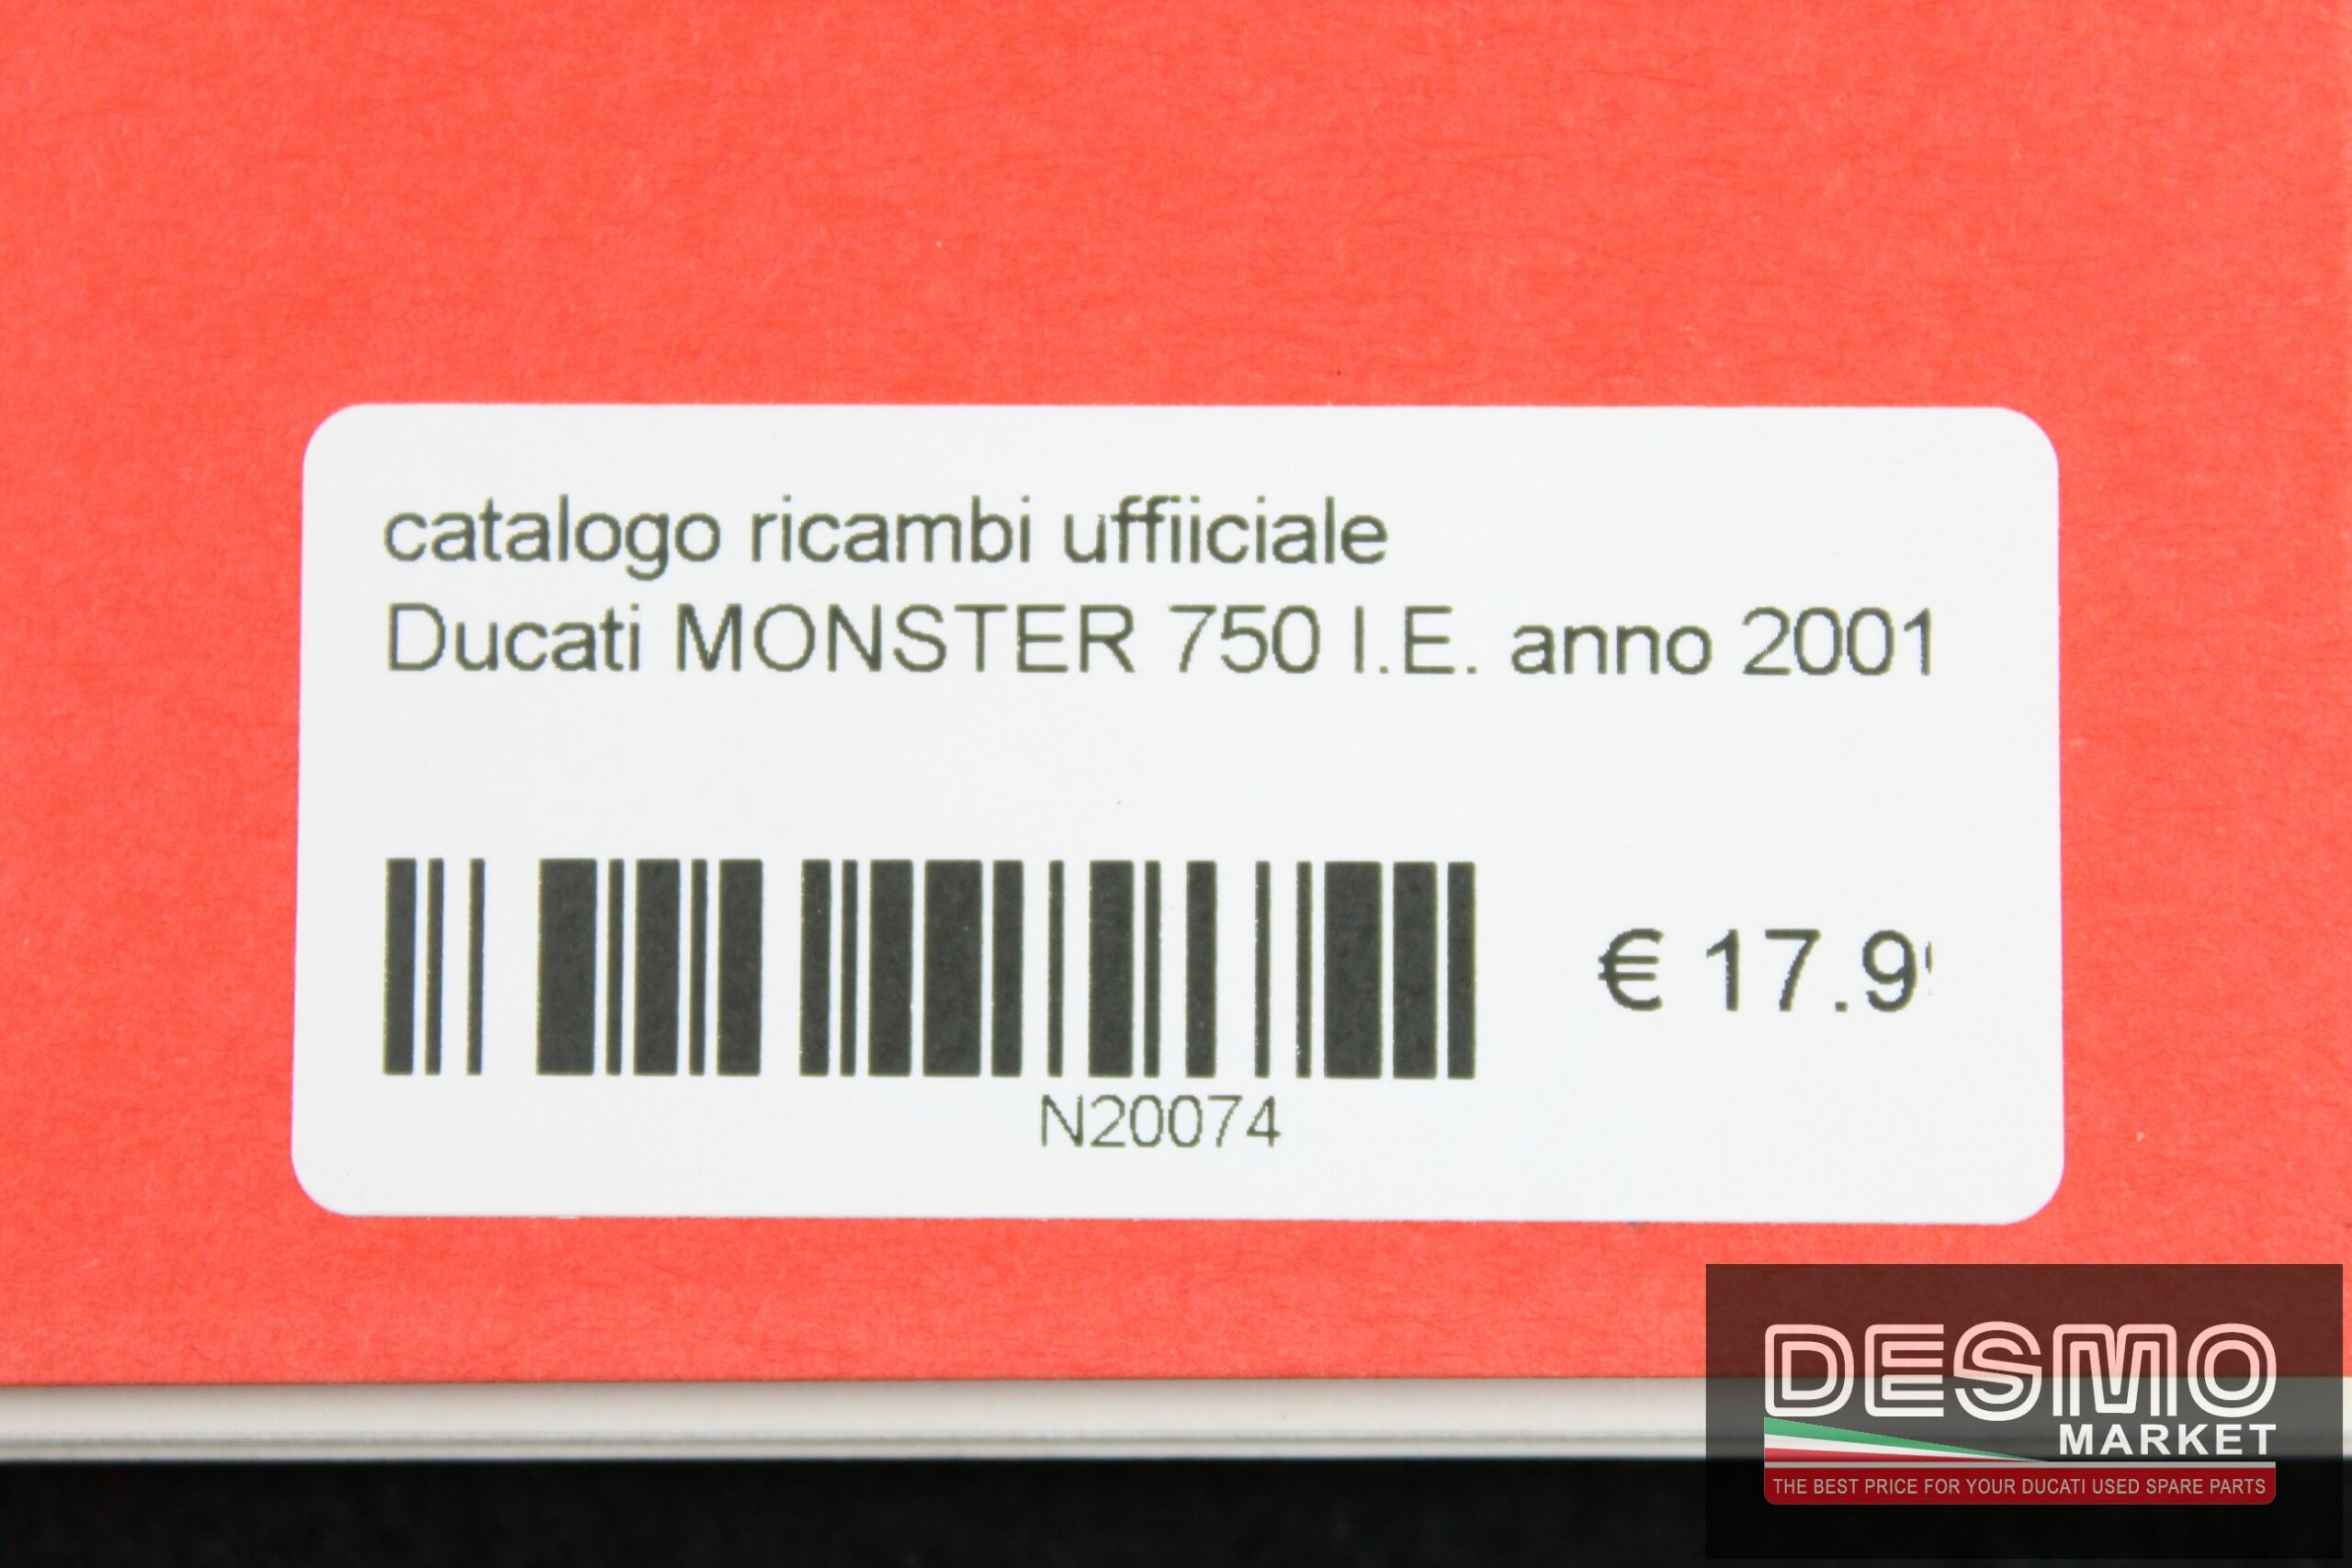 catalogo ricambi uffiiciale
Ducati MONSTER 750 I.E. anno 2001
€ 17.9
N20074
DESMO
MARKET
THE BEST PRICE FOR YOUR DUCATI USED SPARE PARTS